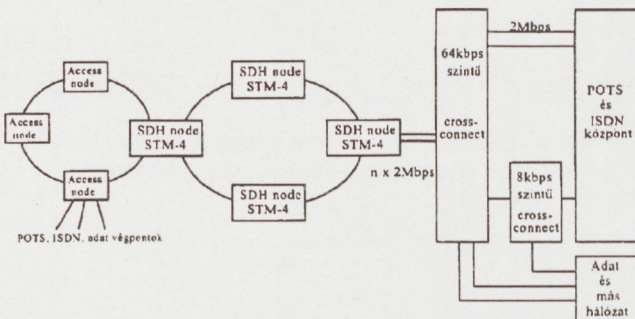 Access
node
Access
node
Access
node
POTS, ISDN, adat végpontok
SDH node
STM-4
SDH node
STM-4
SDH node
STM-4
SDH node
STM-4
n x 2Mbps
64kbps
szintű
cross-
connect
2Mbps
8kbps
szintű
cross-
connect
POTS
és
ISDN
központ
Adat
és
más
hálózat